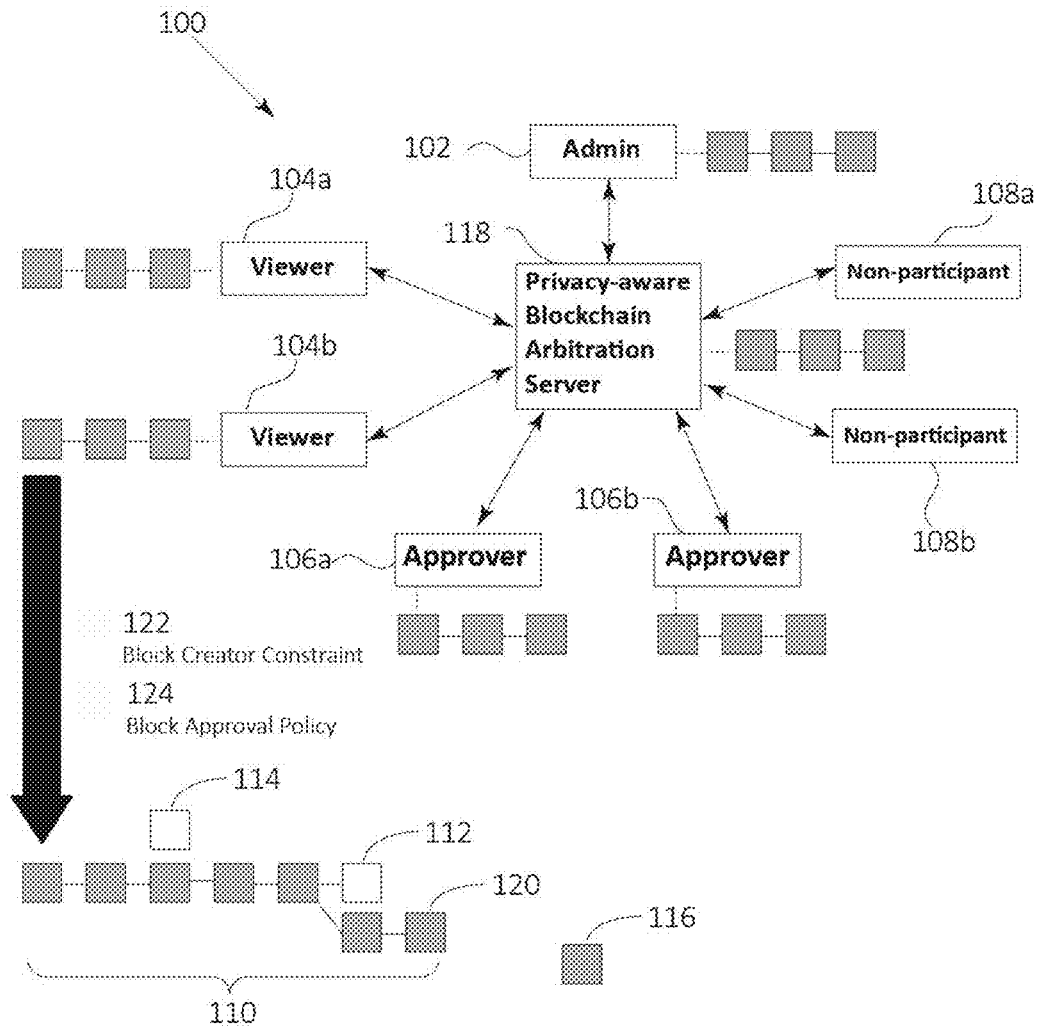 100
102
Admin
104a
108a
118
Viewer
Non-participant
Privacy-aware
Blockchain
Arbitration
Server
104b
Viewer
Non-participant
106b
108b
106a
Approver
Approver
122
Block Creator Constraint
124
Block Approval Policy
114
112
120
116
110